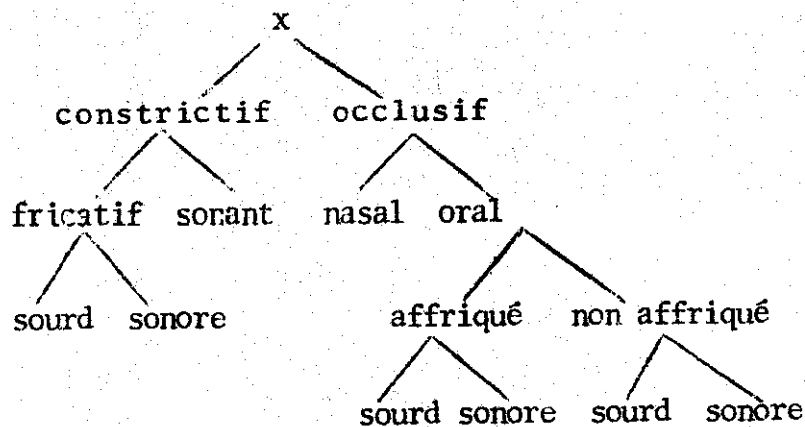 x
constrictif occlusif
fricatif sonant nasal oral
sourd sonore affriqué non affriqué
sourd sonore sourd sonore